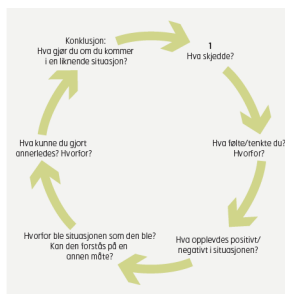 1
Hva skjedde?
Hva følte/tenkte du?
Hvorfor?
Hva opplevdes positivt/
negativt i situasjonen?
Hvorfor ble situasjonen som den ble?
Kan den forstås på en
annen måte?
Hva kunne du gjort
annerledes? Hvorfor?
Konklusjon:
Hva gjør du om du kommer
i en liknende situasjon?